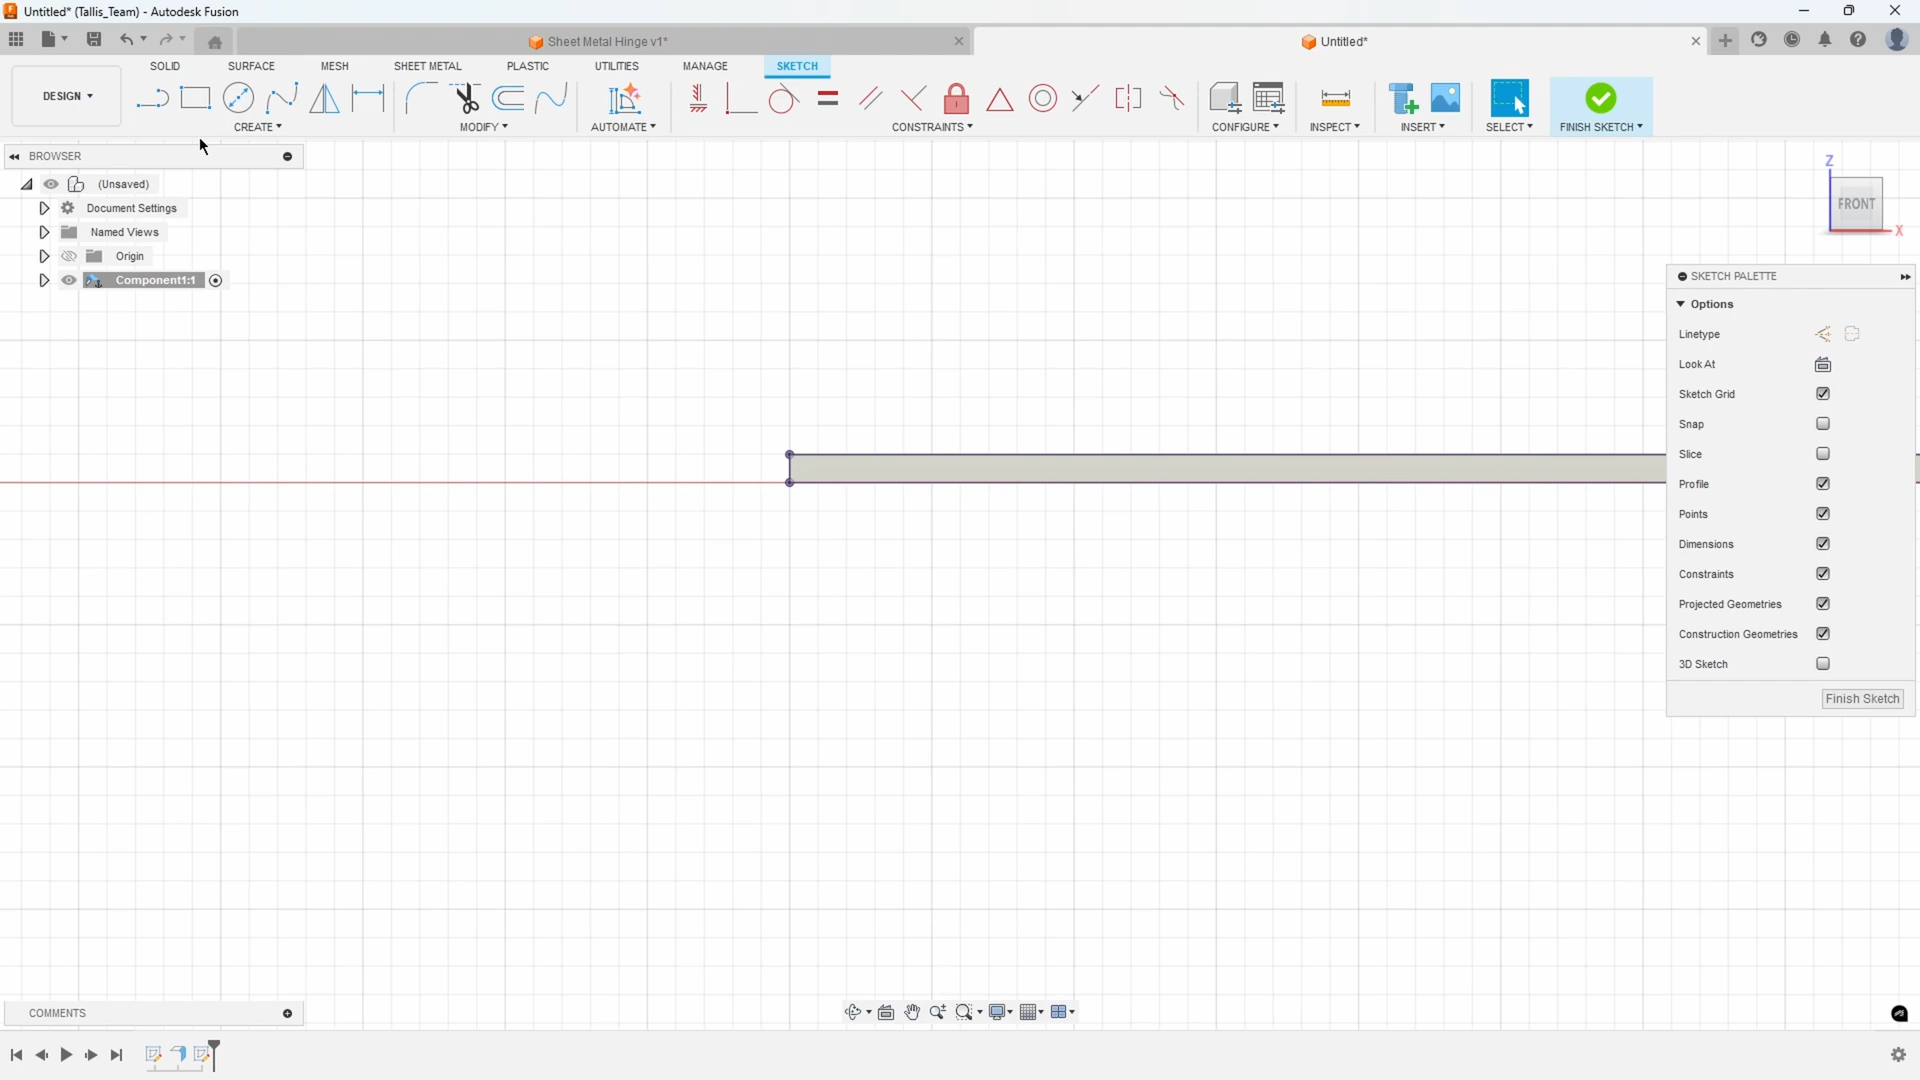 Untitled* (Tallis_Team) - Autodesk Fusion
Sheet Metal Hinge v1*
Untitled*
SOLID
SURFACE
MESH
SHEET METAL
PLASTIC
UTILITIES
MANAGE
SKETCH
DESIGN
CREATE
MODIFY
AUTOMATE
CONSTRAINTS
CONFIGURE
INSPECT
INSERT
SELECT
FINISH SKETCH
BROWSER
(Unsaved)
Document Settings
Named Views
Origin
Component1:1
Z
FRONT
X
SKETCH PALETTE
Options
Linetype
Look At
Sketch Grid
Snap
Slice
Profile
Points
Dimensions
Constraints
Projected Geometries
Construction Geometries
3D Sketch
Finish Sketch
COMMENTS